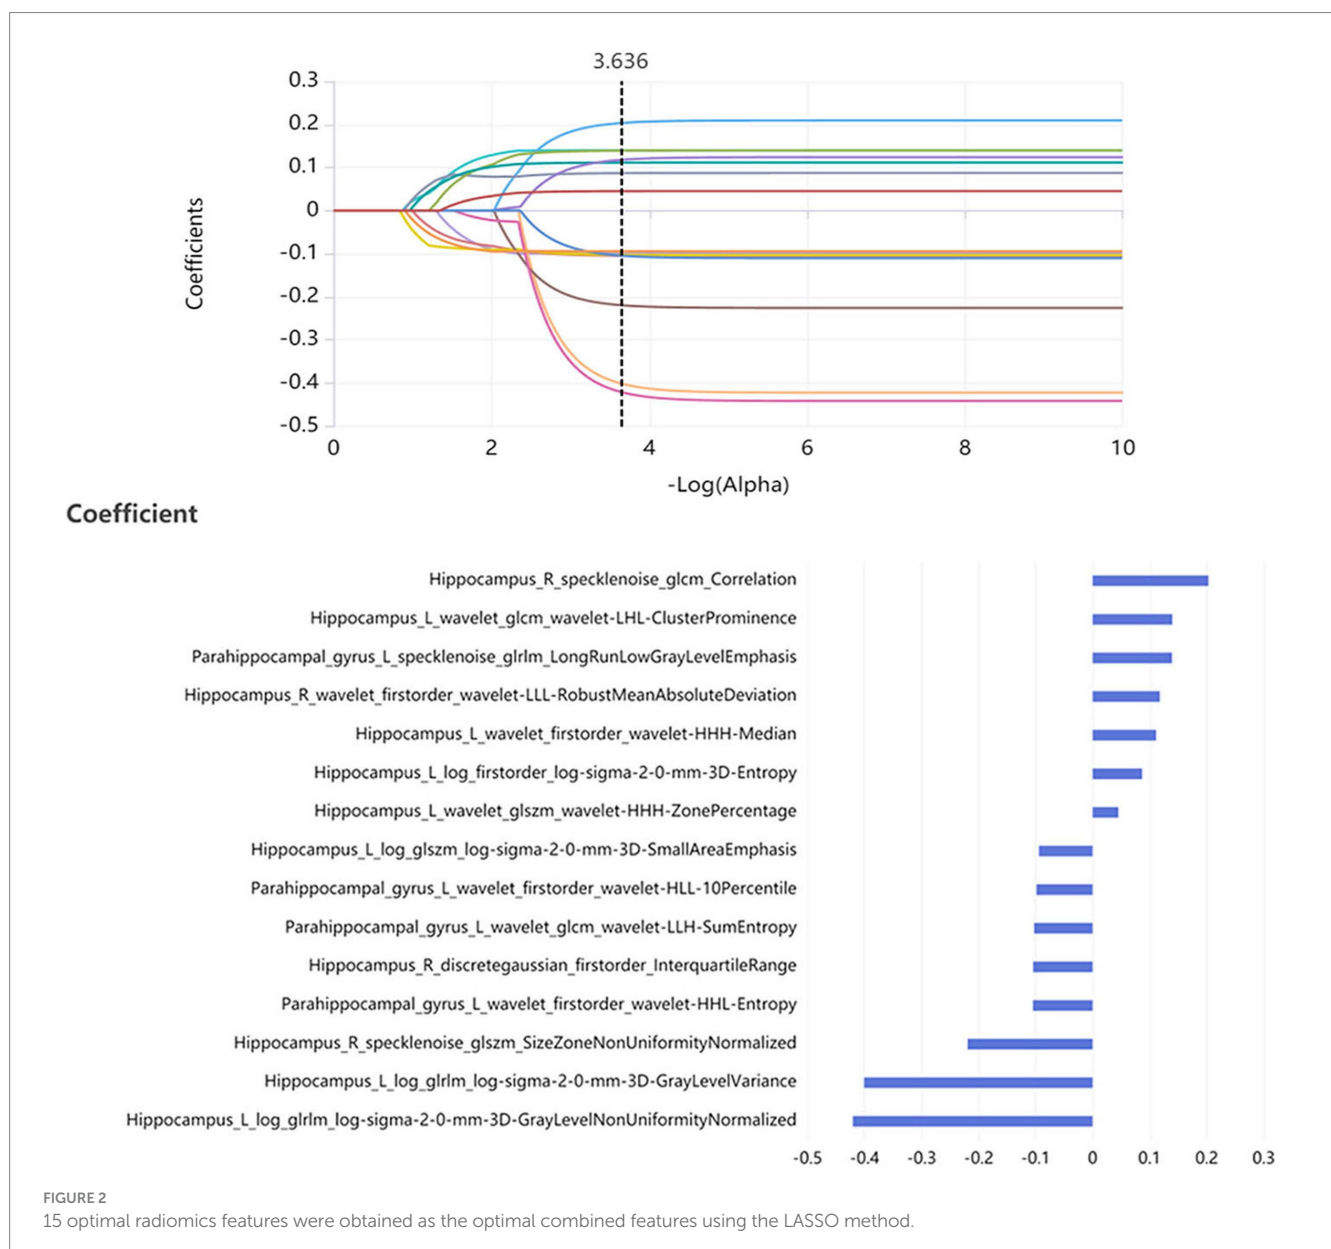 3.636
0.3
0.2
0.1
0
-0.1
-0.2
-0.3
-0.4
-0.5
Coefficients
0 2 4 6 8 10
-Log(Alpha)
Coefficient
Hippocampus_R_specklenoise_glcm_Correlation
Hippocampus_L_wavelet_glcm_wavelet-LHL-ClusterProminence
Parahippocampal_gyrus_L_specklenoise_glrlm_LongRunLowGrayLevelEmphasis
Hippocampus_R_wavelet_firstorder_wavelet-LLL-RobustMeanAbsoluteDeviation
Hippocampus_L_wavelet_firstorder_wavelet-HHH-Median
Hippocampus_L_log_firstorder_log-sigma-2-0-mm-3D-Entropy
Hippocampus_L_wavelet_glszm_wavelet-HHH-ZonePercentage
Hippocampus_L_log_glszm_log-sigma-2-0-mm-3D-SmallAreaEmphasis
Parahippocampal_gyrus_L_wavelet_firstorder_wavelet-HLL-10Percentile
Parahippocampal_gyrus_L_wavelet_glcm_wavelet-LLH-SumEntropy
Hippocampus_R_discretegaussian_firstorder_InterquartileRange
Parahippocampal_gyrus_L_wavelet_firstorder_wavelet-HHL-Entropy
Hippocampus_R_specklenoise_glszm_SizeZoneNonUniformityNormalized
Hippocampus_L_log_glrlm_log-sigma-2-0-mm-3D-GrayLevelVariance
Hippocampus_L_log_glrlm_log-sigma-2-0-mm-3D-GrayLevelNonUniformityNormalized
-0.5 -0.4 -0.3 -0.2 -0.1 0 0.1 0.2 0.3
FIGURE 2
15 optimal radiomics features were obtained as the optimal combined features using the LASSO method.